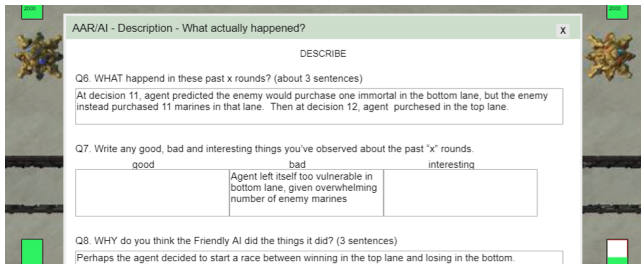 2000
2000
AAR/AI - Description - What actually happened?
X
DESCRIBE
Q6. WHAT happend in these past x rounds? (about 3 sentences)
At decision 11, agent predicted the enemy would purchase one immortal in the bottom lane, but the enemy
instead purchased 11 marines in that lane. Then at decision 12, agent purchesed in the top lane.
Q7. Write any good, bad and interesting things you've observed about the past "x" rounds.
good bad interesting
Agent left itself too vulnerable in
bottom lane, given overwhelming
number of enemy marines
Q8. WHY do you think the Friendly AI did the things it did? (3 sentences)
Perhaps the agent decided to start a race between winning in the top lane and losing in the bottom.